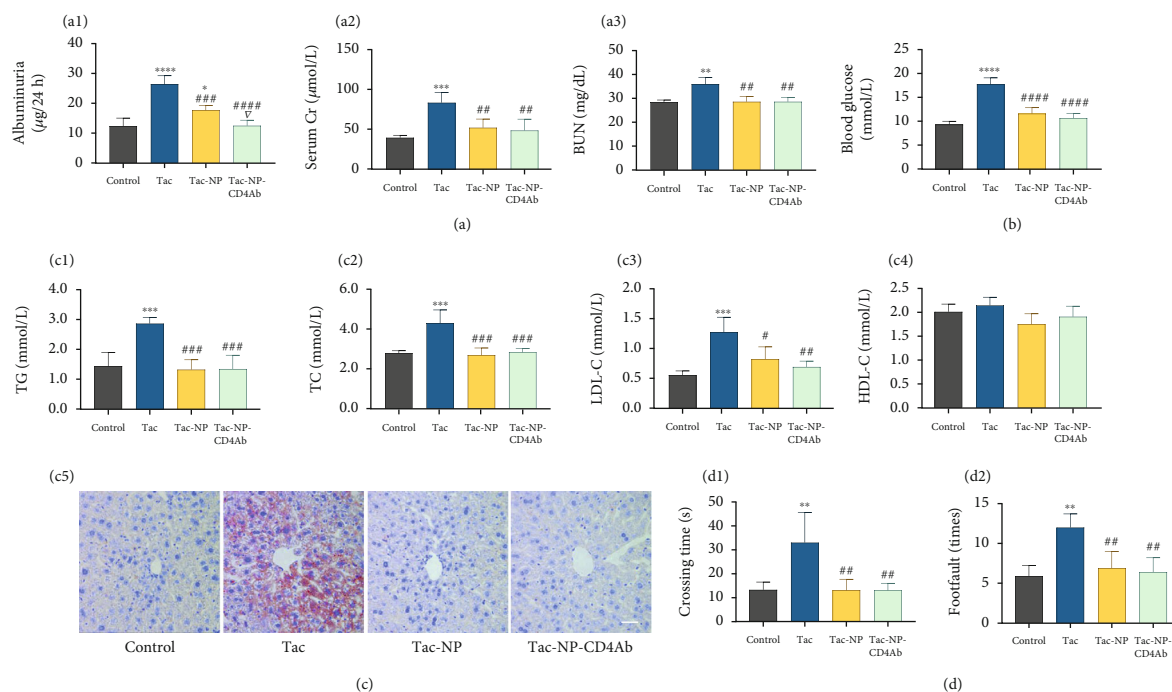 (a1)
Albuminuria
(μg/24 h)
40
30
20
10
0
****
*
###
####
∇
Control
Tac
Tac-NP
Tac-NP-
CD4Ab
(a2)
Serum Cr (μmol/L)
150
100
50
0
***
##
##
Control
Tac
Tac-NP
Tac-NP-
CD4Ab
(a)
(a3)
BUN (mg/dL)
50
40
30
20
10
0
**
##
##
Control
Tac
Tac-NP
Tac-NP-
CD4Ab
Blood glucose
(mmol/L)
25
20
15
10
5
0
****
####
####
Control
Tac
Tac-NP
Tac-NP-
CD4Ab
(b)
(c1)
TG (mmol/L)
4.0
3.0
2.0
1.0
0.0
***
###
###
Control
Tac
Tac-NP
Tac-NP-
CD4Ab
(c2)
TC (mmol/L)
6.0
4.0
2.0
0.0
***
###
###
Control
Tac
Tac-NP
Tac-NP-
CD4Ab
(c3)
LDL-C (mmol/L)
2.0
1.5
1.0
0.5
0.0
***
#
##
Control
Tac
Tac-NP
Tac-NP-
CD4Ab
(c4)
HDL-C (mmol/L)
2.5
2.0
1.5
1.0
0.5
0.0
Control
Tac
Tac-NP
Tac-NP-
CD4Ab
(c5)
Control
Tac
Tac-NP
Tac-NP-CD4Ab
(c)
(d1)
Crossing time (s)
50
40
30
20
10
0
**
##
##
Control
Tac
Tac-NP
Tac-NP-
CD4Ab
(d2)
Footfault (times)
15
10
5
0
**
##
##
Control
Tac
Tac-NP
Tac-NP-
CD4Ab
(d)